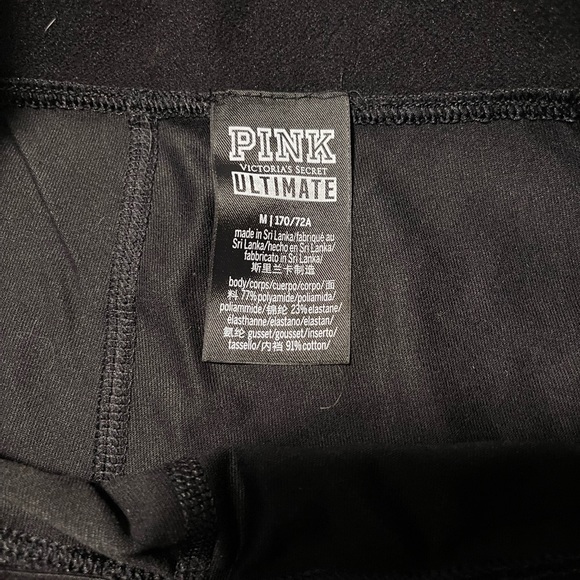 PINK
VICTORIA'S SECRET
ULTIMATE
M | 170/72A
made in Sri Lanka/fabriqué au
Sri Lanka/hecho en Sri Lanka/
fabbricato in Sri Lanka/
斯里兰卡制造
body/corps/cuerpo/corpo/面
料 77% polyamide/poliamida/
poliammide/锦纶 23% elastane/
élasthanne/elastano/elastan/
氨纶 gusset/gousset/inserto/
tassello/内裆 91% cotton/